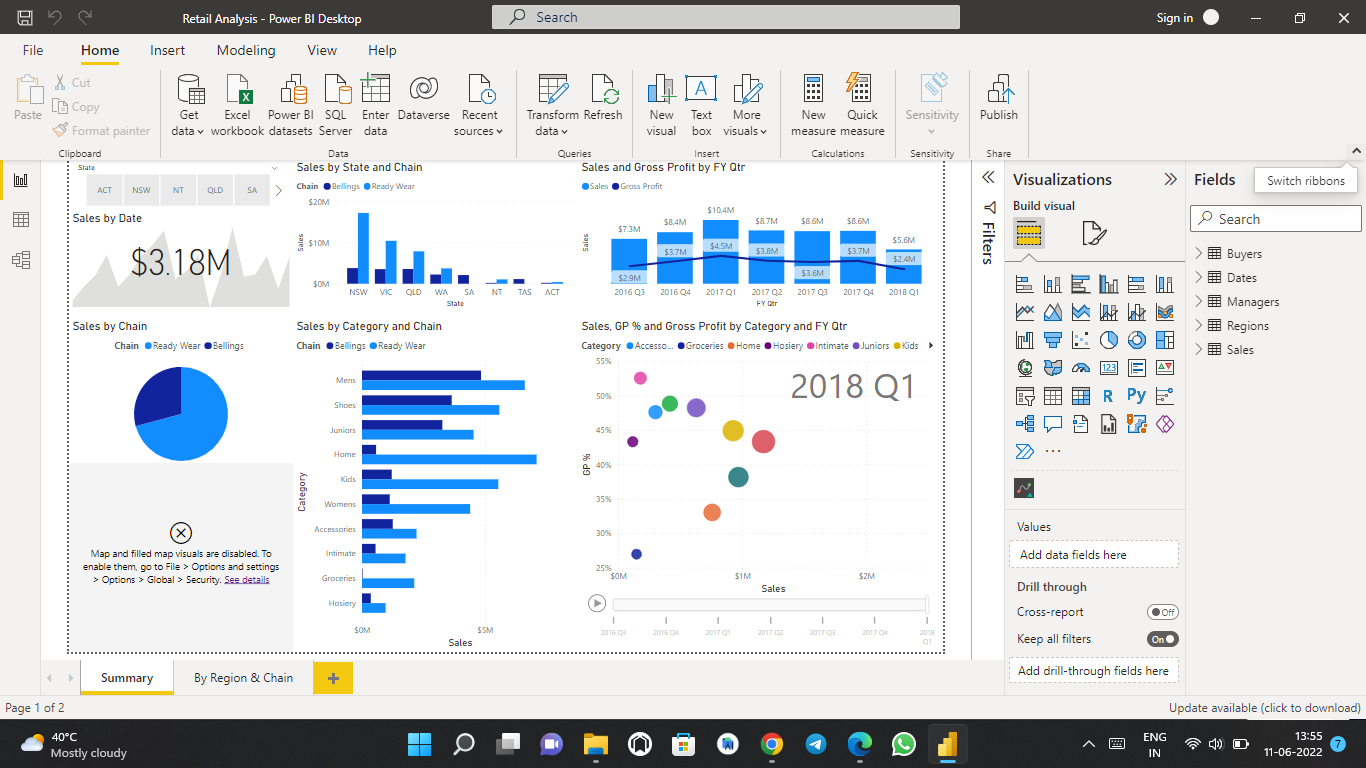 Retail Analysis - Power BI Desktop
Search
Sign in
File Home Insert Modeling View Help
Paste
Cut
Copy
Format painter
Get data
Excel workbook
Power BI datasets
SQL Server
Enter data
Dataverse
Recent sources
Transform data
Refresh
New visual
Text box
More visuals
New measure
Quick measure
Sensitivity
Publish
Clipboard
Data
Queries
Insert
Calculations
Sensitivity
Share
Switch ribbons
State
ACT NSW NT QLD SA
Sales by Date
$3.18M
Sales by State and Chain
Chain Bellings Ready Wear
$20M
$10M
$0M
Sales
NSW VIC QLD WA SA NT TAS ACT
State
Sales and Gross Profit by FY Qtr
Sales Gross Profit
$7.3M $8.4M $10.4M $8.7M $8.6M $8.6M $5.6M
$2.9M $3.7M $4.5M $3.8M $3.6M $3.7M $2.4M
Sales
2016 Q3 2016 Q4 2017 Q1 2017 Q2 2017 Q3 2017 Q4 2018 Q1
FY Qtr
Sales by Chain
Chain Ready Wear Bellings
Map and filled map visuals are disabled. To
enable them, go to File > Options and settings
> Options > Global > Security. See details
Sales by Category and Chain
Chain Bellings Ready Wear
Category
Mens
Shoes
Juniors
Home
Kids
Womens
Accessories
Intimate
Groceries
Hosiery
$0M $5M
Sales
Sales, GP % and Gross Profit by Category and FY Qtr
Category Accesso... Groceries Home Hosiery Intimate Juniors Kids
2018 Q1
55%
50%
45%
40%
35%
30%
25%
GP %
$0M $1M $2M
Sales
2016 Q3 2016 Q4 2017 Q1 2017 Q2 2017 Q3 2017 Q4 2018
Q1
Filters
Visualizations
Build visual
123
R Py
Values
Add data fields here
Drill through
Cross-report Off
Keep all filters On
Add drill-through fields here
Fields
Search
Buyers
Dates
Managers
Regions
Sales
Summary By Region & Chain +
Page 1 of 2
Update available (click to download)
40°C
Mostly cloudy
ENG
IN
13:55
11-06-2022
7